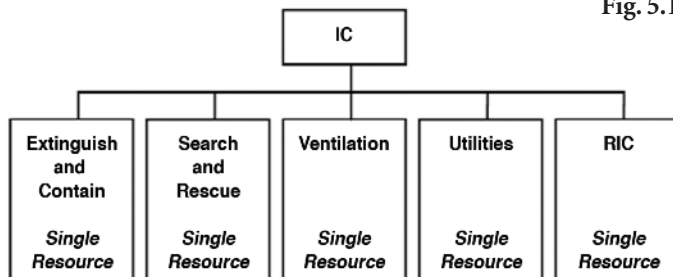 Fig. 5.1
IC
Extinguish
and
Contain
Single
Resource
Search
and
Rescue
Single
Resource
Ventilation
Single
Resource
Utilities
Single
Resource
RIC
Single
Resource